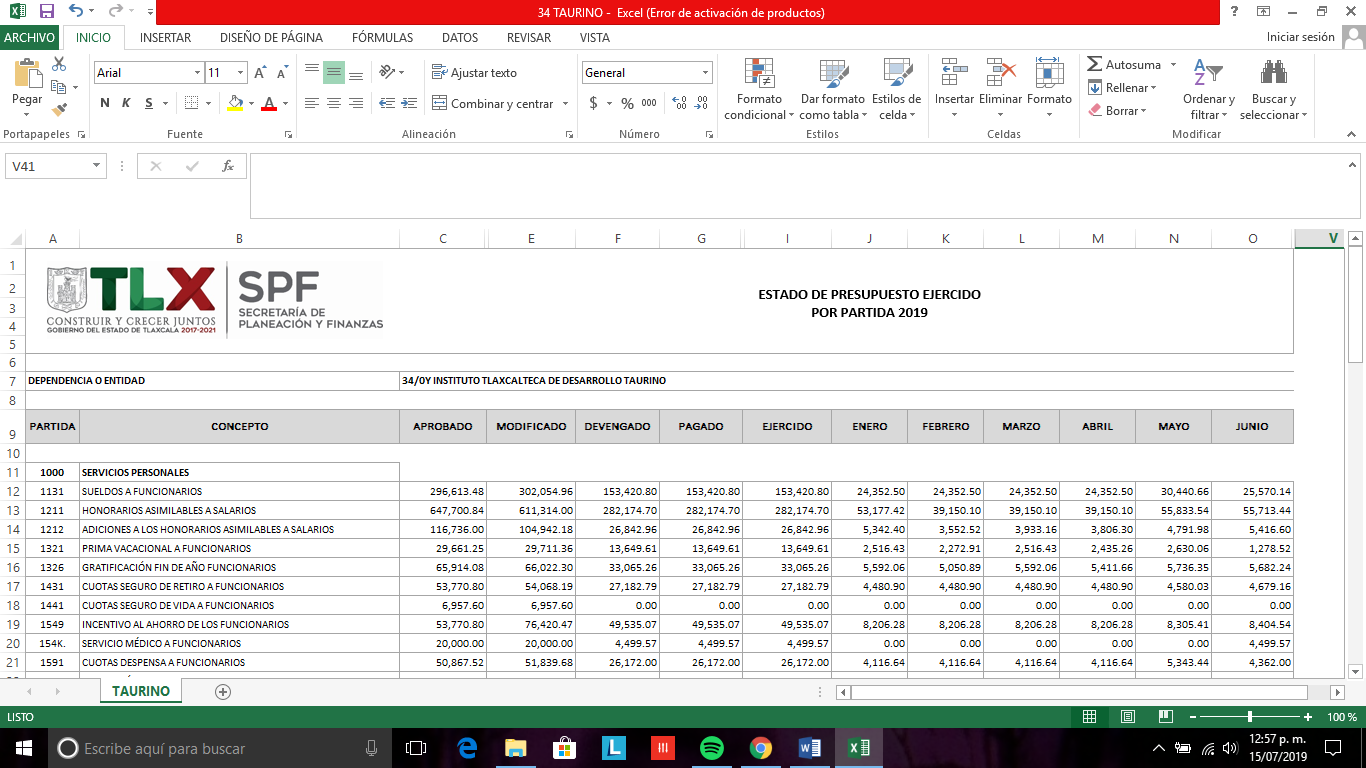 34 TAURINO - Excel (Error de activación de productos)
ARCHIVO INICIO INSERTAR DISEÑO DE PÁGINA FÓRMULAS DATOS REVISAR VISTA Iniciar sesión
Pegar
Arial 11
N K S
Ajustar texto
Combinar y centrar
General
$ % 000
Formato condicional
Dar formato como tabla
Estilos de celda
Insertar Eliminar Formato
Autosuma
Rellenar
Borrar
Ordenar y filtrar
Buscar y seleccionar
Portapapeles Fuente Alineación Número Estilos Celdas Modificar
V41 fx
A B C E F G I J K L M N O V
1
2
3
4
5
TLX
CONSTRUIR Y CRECER JUNTOS
GOBIERNO DEL ESTADO DE TLAXCALA 2017-2021
SPF
SECRETARÍA DE
PLANEACIÓN Y FINANZAS
ESTADO DE PRESUPUESTO EJERCIDO
POR PARTIDA 2019
6
7 DEPENDENCIA O ENTIDAD 34/0Y INSTITUTO TLAXCALTECA DE DESARROLLO TAURINO
8
9 PARTIDA CONCEPTO APROBADO MODIFICADO DEVENGADO PAGADO EJERCIDO ENERO FEBRERO MARZO ABRIL MAYO JUNIO
10
11 1000 SERVICIOS PERSONALES
12 1131 SUELDOS A FUNCIONARIOS 296,613.48 302,054.96 153,420.80 153,420.80 153,420.80 24,352.50 24,352.50 24,352.50 24,352.50 30,440.66 25,570.14
13 1211 HONORARIOS ASIMILABLES A SALARIOS 647,700.84 611,314.00 282,174.70 282,174.70 282,174.70 53,177.42 39,150.10 39,150.10 39,150.10 55,833.54 55,713.44
14 1212 ADICIONES A LOS HONORARIOS ASIMILABLES A SALARIOS 116,736.00 104,942.18 26,842.96 26,842.96 26,842.96 5,342.40 3,552.52 3,933.16 3,806.30 4,791.98 5,416.60
15 1321 PRIMA VACACIONAL A FUNCIONARIOS 29,661.25 29,711.36 13,649.61 13,649.61 13,649.61 2,516.43 2,272.91 2,516.43 2,435.26 2,630.06 1,278.52
16 1326 GRATIFICACIÓN FIN DE AÑO FUNCIONARIOS 65,914.08 66,022.30 33,065.26 33,065.26 33,065.26 5,592.06 5,050.89 5,592.06 5,411.66 5,736.35 5,682.24
17 1431 CUOTAS SEGURO DE RETIRO A FUNCIONARIOS 53,770.80 54,068.19 27,182.79 27,182.79 27,182.79 4,480.90 4,480.90 4,480.90 4,480.90 4,580.03 4,679.16
18 1441 CUOTAS SEGURO DE VIDA A FUNCIONARIOS 6,957.60 6,957.60 0.00 0.00 0.00 0.00 0.00 0.00 0.00 0.00 0.00
19 1549 INCENTIVO AL AHORRO DE LOS FUNCIONARIOS 53,770.80 76,420.47 49,535.07 49,535.07 49,535.07 8,206.28 8,206.28 8,206.28 8,206.28 8,305.41 8,404.54
20 154K. SERVICIO MÉDICO A FUNCIONARIOS 20,000.00 20,000.00 4,499.57 4,499.57 4,499.57 0.00 0.00 0.00 0.00 0.00 4,499.57
21 1591 CUOTAS DESPENSA A FUNCIONARIOS 50,867.52 51,839.68 26,172.00 26,172.00 26,172.00 4,116.64 4,116.64 4,116.64 4,116.64 5,343.44 4,362.00
TAURINO
LISTO 100 %
Escribe aquí para buscar
12:57 p. m.
15/07/2019